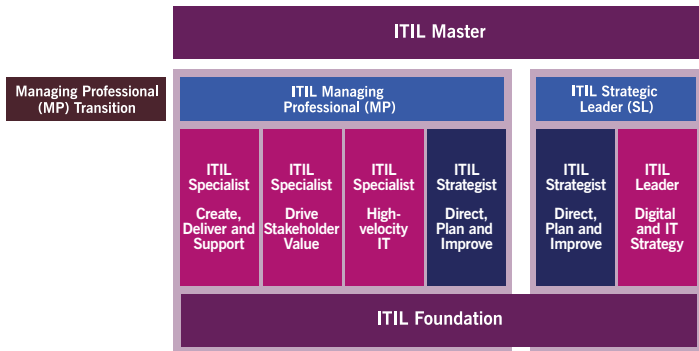 ITIL Master
Managing Professional
(MP) Transition
ITIL Managing
Professional (MP)
ITIL Strategic
Leader (SL)
ITIL
Specialist
Create,
Deliver and
Support
ITIL
Specialist
Drive
Stakeholder
Value
ITIL
Specialist
High-
velocity
IT
ITIL
Strategist
Direct,
Plan and
Improve
ITIL
Strategist
Direct,
Plan and
Improve
ITIL
Leader
Digital
and IT
Strategy
ITIL Foundation